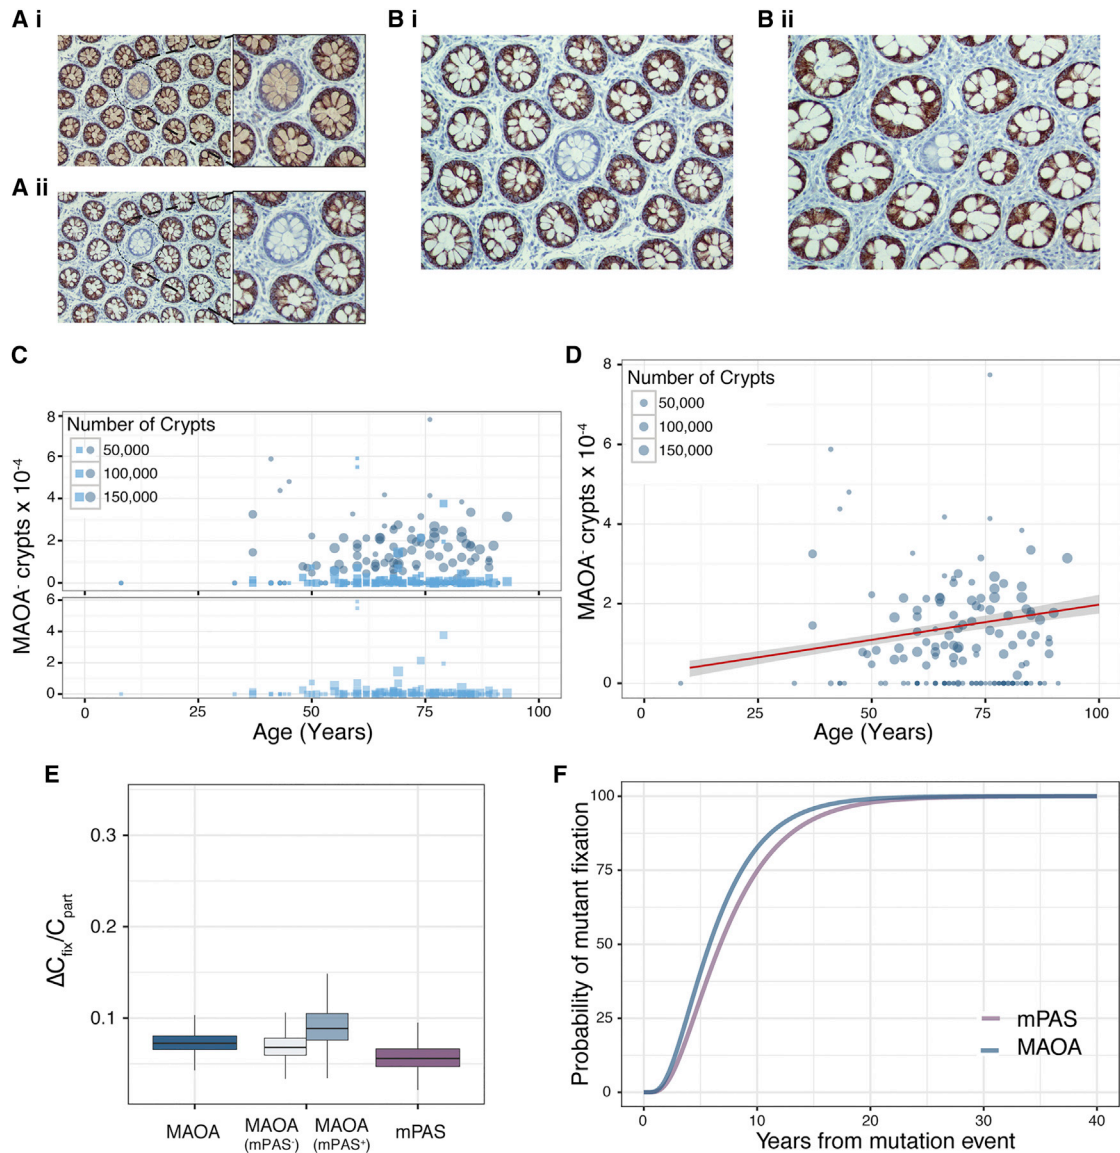 A i
B i
B ii
A ii
C
D
Number of Crypts
50,000
100,000
150,000
MAOA⁻ crypts x 10⁻⁴
8
6
4
2
0
6
4
2
0
0
25
50
75
100
Age (Years)
Number of Crypts
50,000
100,000
150,000
MAOA⁻ crypts x 10⁻⁴
8
6
4
2
0
0
25
50
75
100
Age (Years)
E
ΔCfix/Cpart
0.3
0.2
0.1
MAOA
MAOA
(mPAS⁻)
MAOA
(mPAS⁺)
mPAS
F
Probability of mutant fixation
100
75
50
25
0
mPAS
MAOA
0
10
20
30
40
Years from mutation event